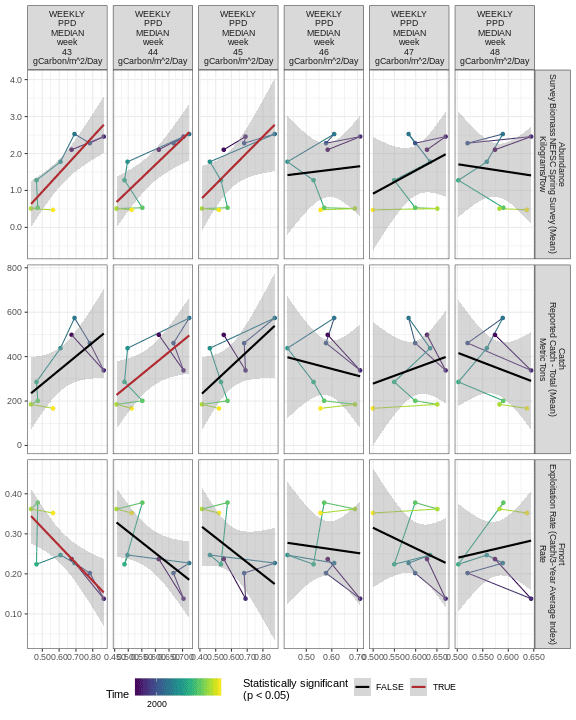 WEEKLY
PPD
MEDIAN
week
43
gCarbon/m^2/Day
WEEKLY
PPD
MEDIAN
week
44
gCarbon/m^2/Day
WEEKLY
PPD
MEDIAN
week
45
gCarbon/m^2/Day
WEEKLY
PPD
MEDIAN
week
46
gCarbon/m^2/Day
WEEKLY
PPD
MEDIAN
week
47
gCarbon/m^2/Day
WEEKLY
PPD
MEDIAN
week
48
gCarbon/m^2/Day
4.0
3.0
2.0
1.0
0.0
Abundance
Survey Biomass NEFSC Spring Survey (Mean)
Kilograms/Tow
800
600
400
200
0
Catch
Reported Catch - Total (Mean)
Metric Tons
0.40
0.30
0.20
0.10
Fmort
Exploitation Rate (Catch/3-Year Average Index)
Rate
0.500 0.60 0.70 0.80
0.70 0.80
0.50 0.60 0.70
0.550 0.600 0.650
0.500 0.550 0.600 0.650
Time
2000
Statistically significant
(p < 0.05)
FALSE
TRUE